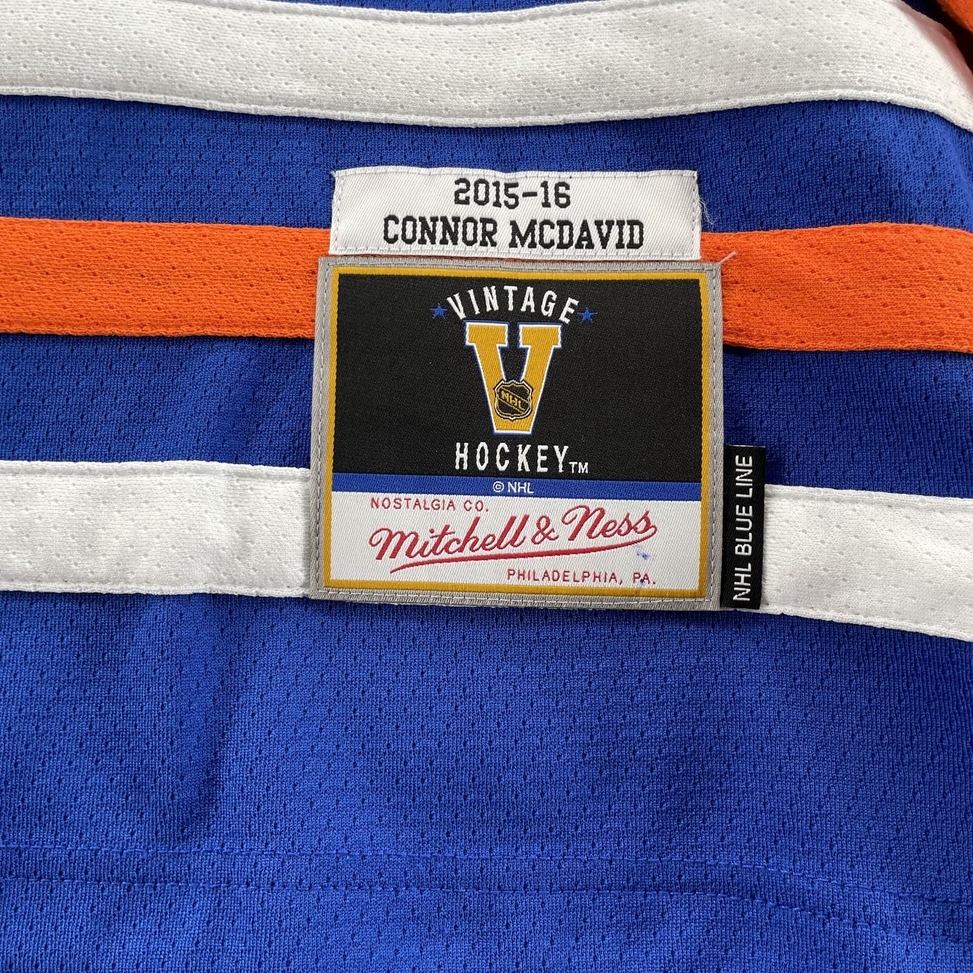 2015-16
CONNOR MCDAVID
VINTAGE
V
NHL
HOCKEY™
© NHL
NOSTALGIA CO.
Mitchell & Ness
PHILADELPHIA, PA.
NHL BLUE LINE